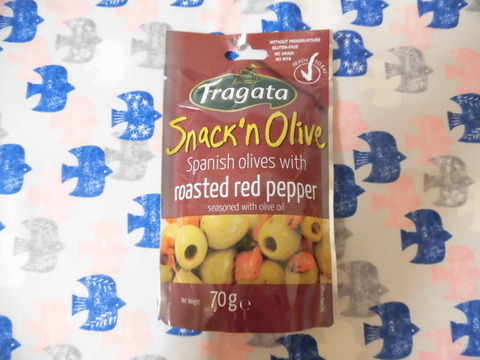 WITHOUT PRESERVATIVES
GLUTEN-FREE
NO DRAIN
NO PITS
READY TO EAT
Fragata
Snack'n Olive
Spanish olives with
roasted red pepper
seasoned with olive oil
Net Weight: 70g e